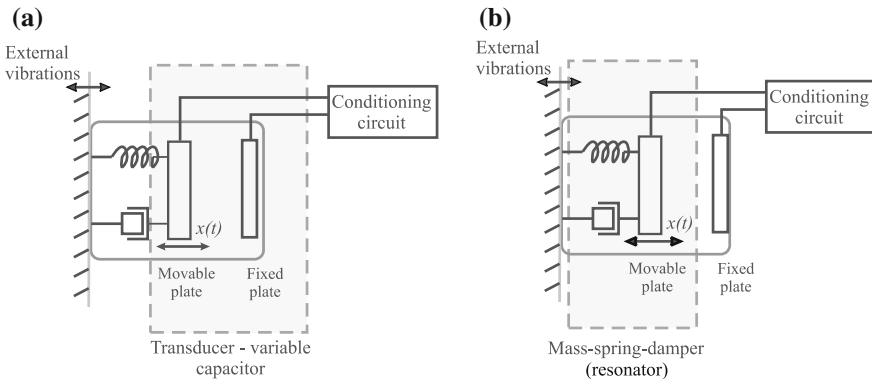 (a)
External
vibrations
Conditioning
circuit
x(t)
Movable
plate
Fixed
plate
Transducer - variable
capacitor
(b)
External
vibrations
Conditioning
circuit
x(t)
Movable
plate
Fixed
plate
Mass-spring-damper
(resonator)